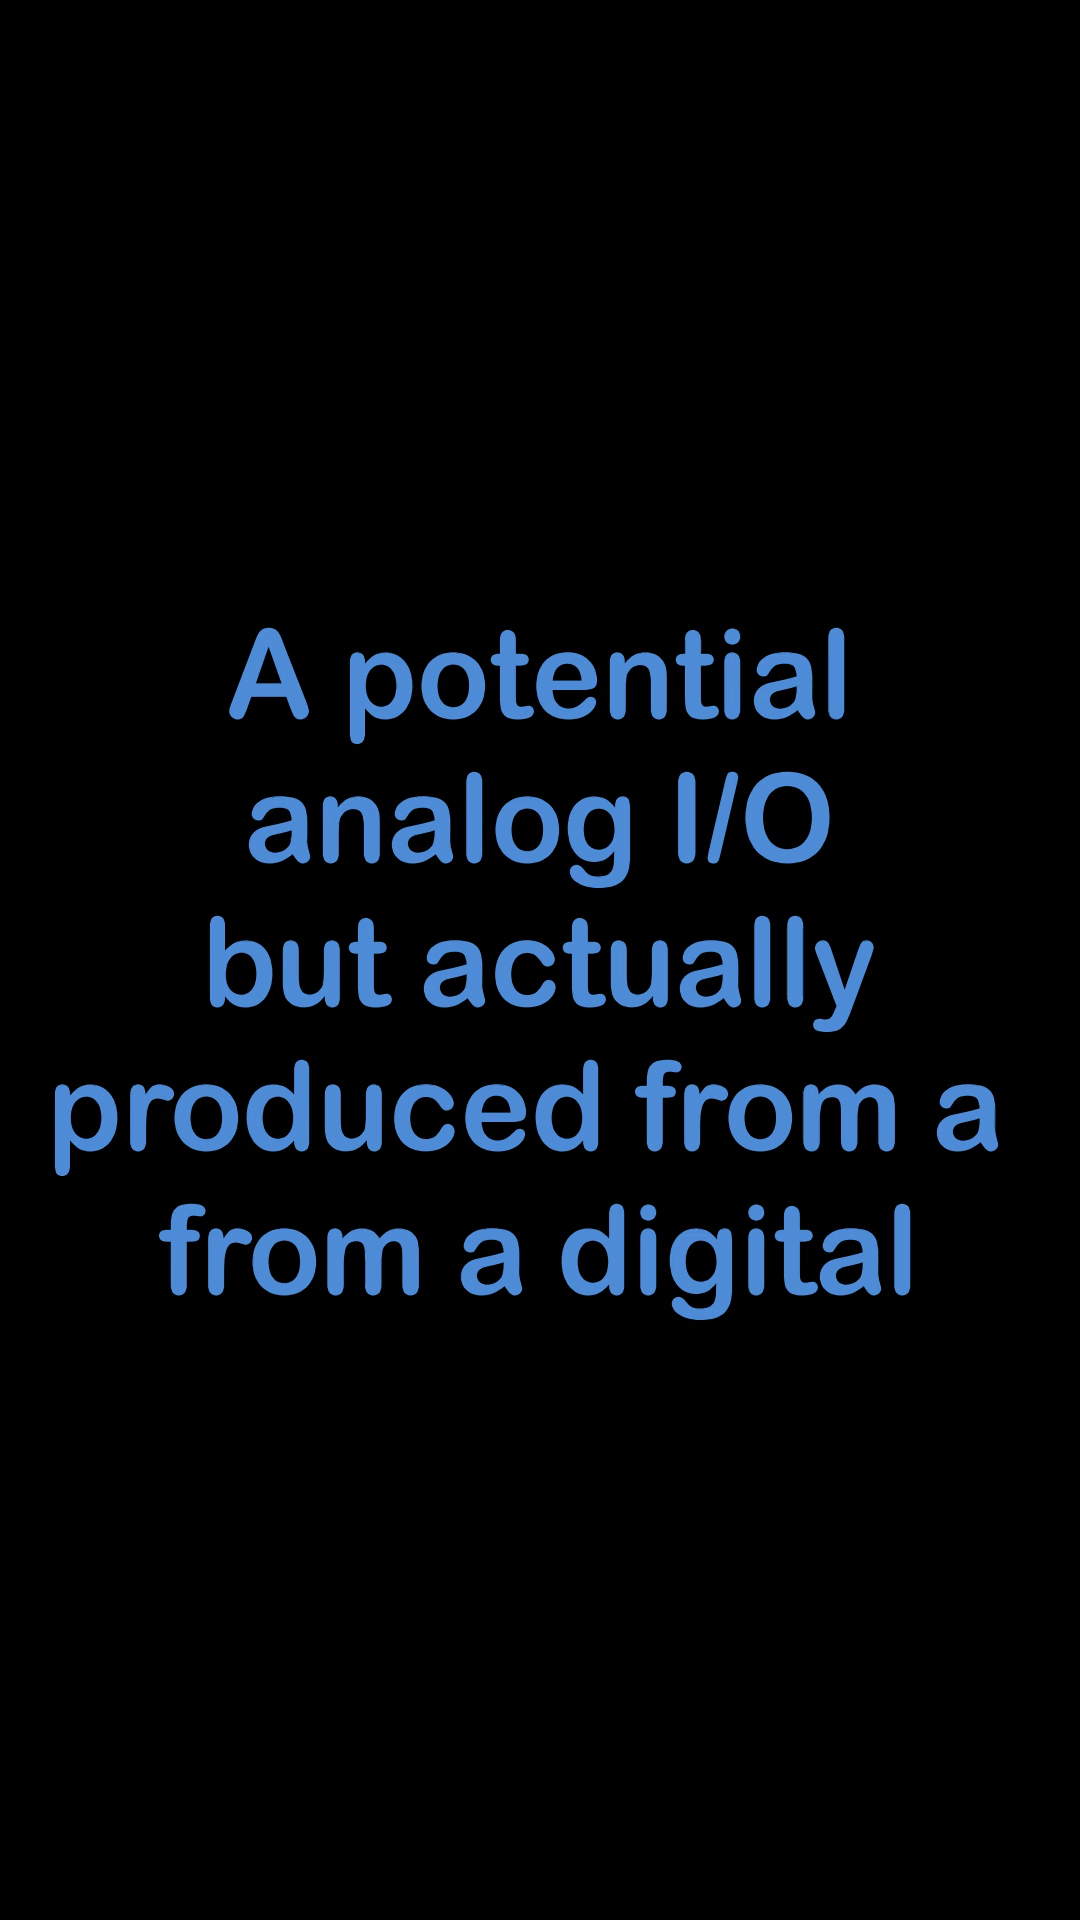 A potential
analog I/O
but actually
produced from a
from a digital